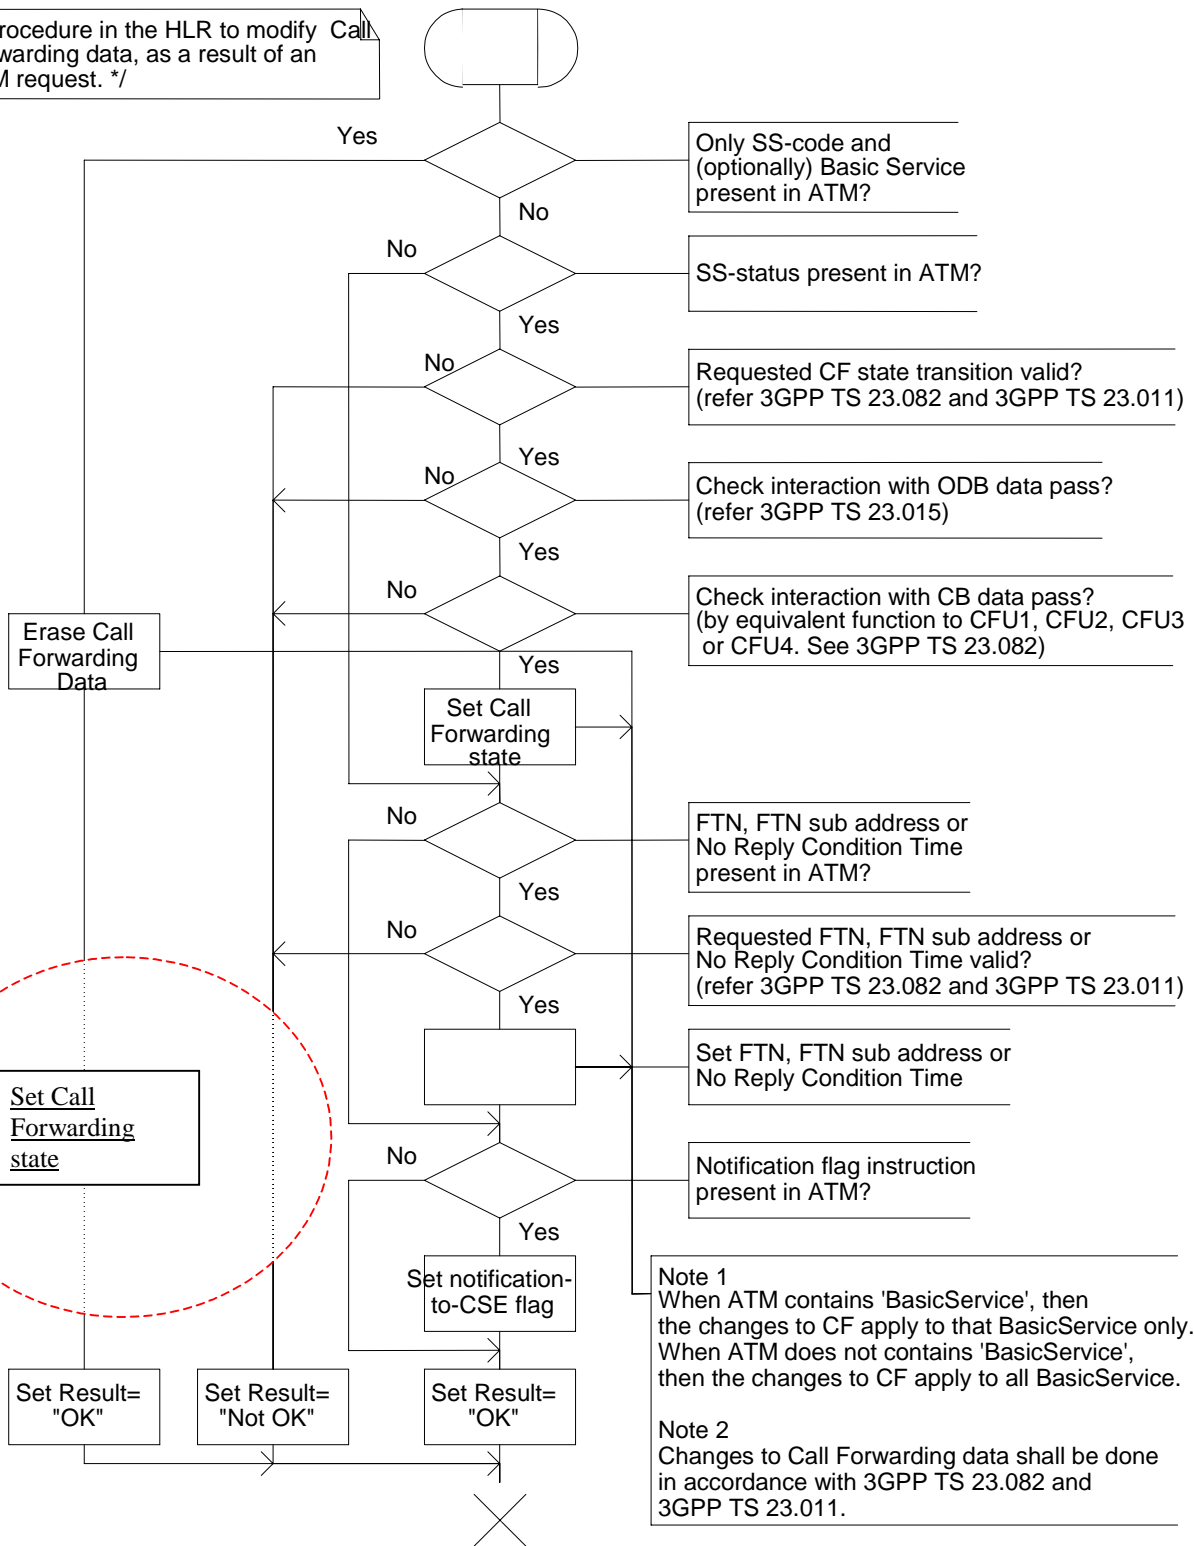 rocedure in the HLR to modify Call
warding data, as a result of an
M request. */
Yes
Only SS-code and
(optionally) Basic Service
present in ATM?
No
No
SS-status present in ATM?
Yes
No
Requested CF state transition valid?
(refer 3GPP TS 23.082 and 3GPP TS 23.011)
Yes
No
Check interaction with ODB data pass?
(refer 3GPP TS 23.015)
Yes
No
Check interaction with CB data pass?
(by equivalent function to CFU1, CFU2, CFU3
or CFU4. See 3GPP TS 23.082)
Erase Call
Forwarding
Data
Yes
Set Call
Forwarding
state
No
FTN, FTN sub address or
No Reply Condition Time
present in ATM?
Yes
No
Requested FTN, FTN sub address or
No Reply Condition Time valid?
(refer 3GPP TS 23.082 and 3GPP TS 23.011)
Yes
Set FTN, FTN sub address or
No Reply Condition Time
Set Call
Forwarding
state
No
Notification flag instruction
present in ATM?
Yes
Set notification-
to-CSE flag
Note 1
When ATM contains 'BasicService', then
the changes to CF apply to that BasicService only.
When ATM does not contains 'BasicService',
then the changes to CF apply to all BasicService.
Set Result=
"OK"
Set Result=
"Not OK"
Set Result=
"OK"
Note 2
Changes to Call Forwarding data shall be done
in accordance with 3GPP TS 23.082 and
3GPP TS 23.011.